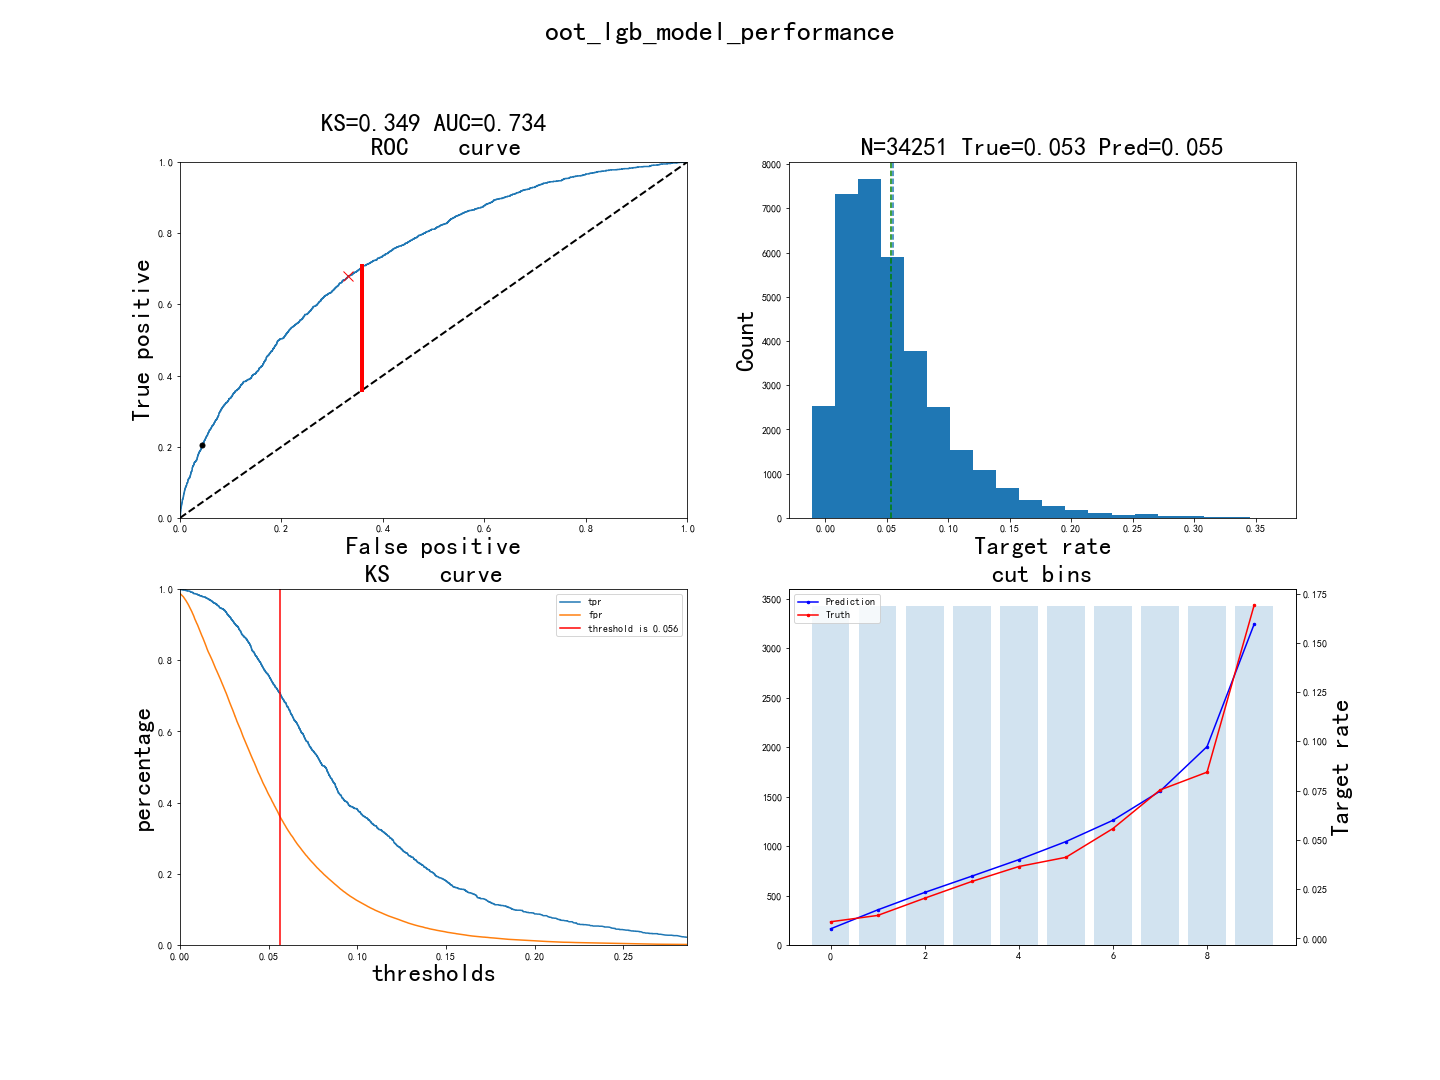 oot_lgb_model_performance
KS=0.349 AUC=0.734
ROC curve
1.0
0.8
0.6
0.4
0.2
0.0
True positive
0.0 0.2 0.4 0.6 0.8 1.0
False positive
N=34251 True=0.053 Pred=0.055
8000
7000
6000
5000
4000
3000
2000
1000
0
Count
0.00 0.05 0.10 0.15 0.20 0.25 0.30 0.35
Target rate
KS curve
1.0
0.8
0.6
0.4
0.2
0.0
percentage
tpr
fpr
threshold is 0.056
0.00 0.05 0.10 0.15 0.20 0.25
thresholds
cut bins
3500
3000
2500
2000
1500
1000
500
0
Prediction
Truth
0 2 4 6 8
0.175
0.150
0.125
0.100
0.075
0.050
0.025
0.000
Target rate